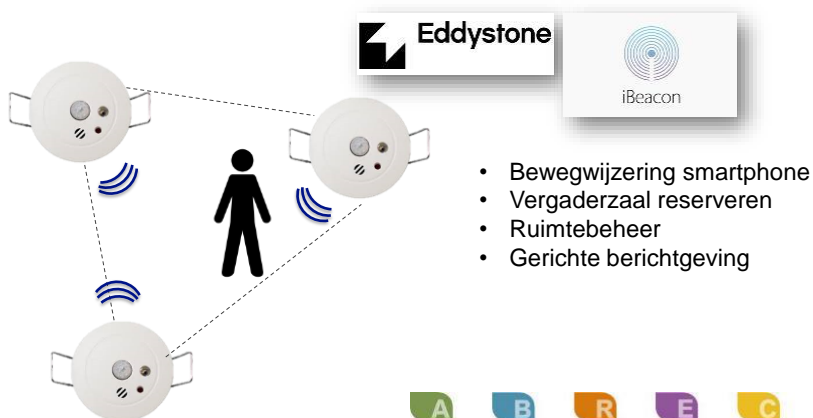 Eddystone
iBeacon
• Bewegwijzering smartphone
• Vergaderzaal reserveren
• Ruimtebeheer
• Gerichte berichtgeving
A B R E C